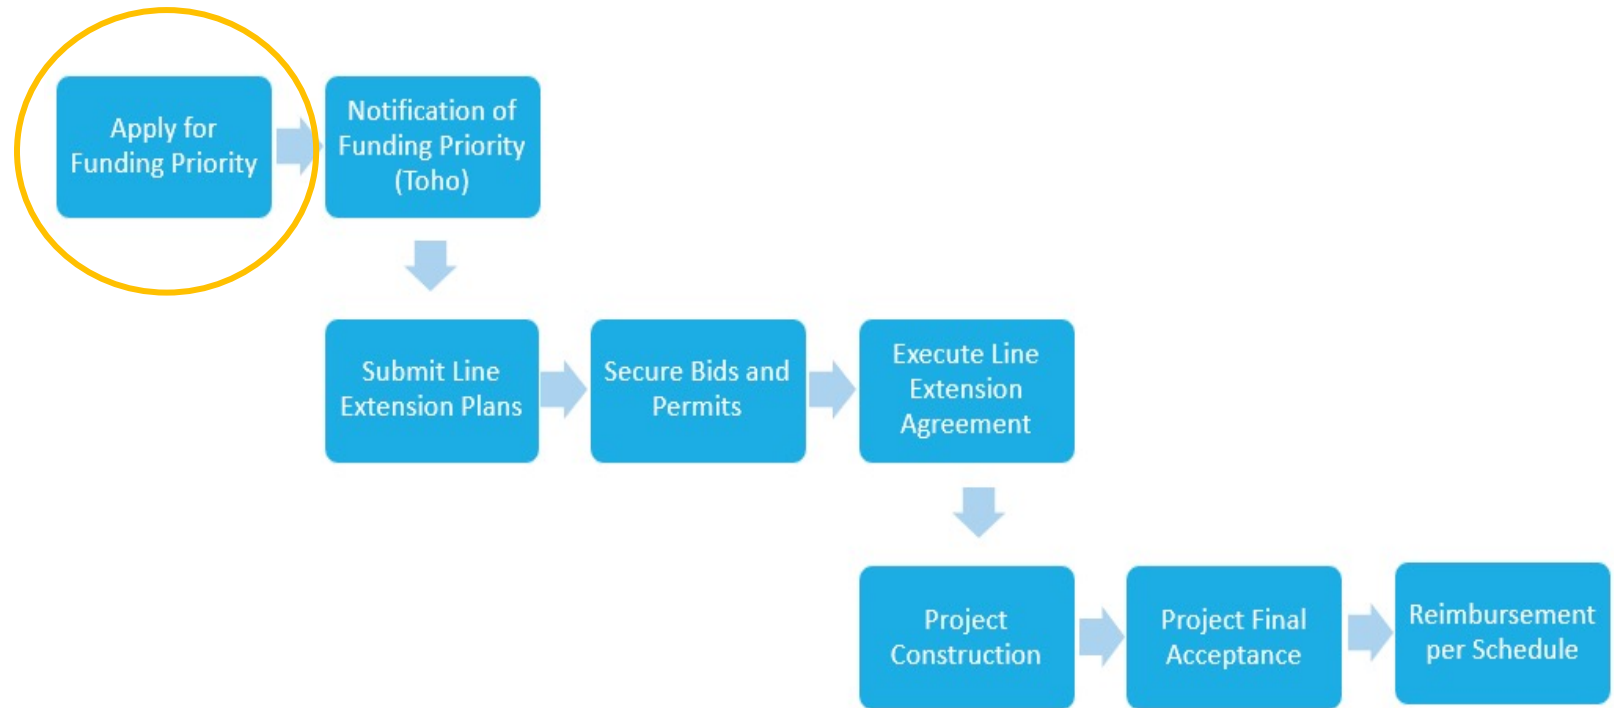 Apply for
Funding Priority
Notification of
Funding Priority
(Toho)
Submit Line
Extension Plans
Secure Bids and
Permits
Execute Line
Extension
Agreement
Project
Construction
Project Final
Acceptance
Reimbursement
per Schedule